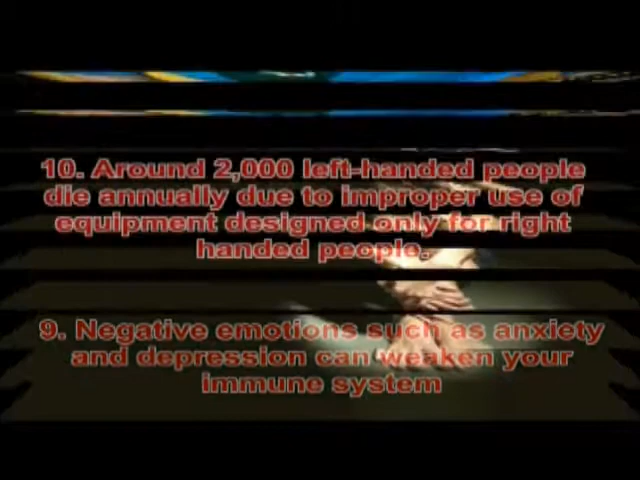 10. Around 2,000 left-handed people
die annually due to improper use of
equipment designed only for right
handed people.
9. Negative emotions such as anxiety
and depression can weaken your
immune system